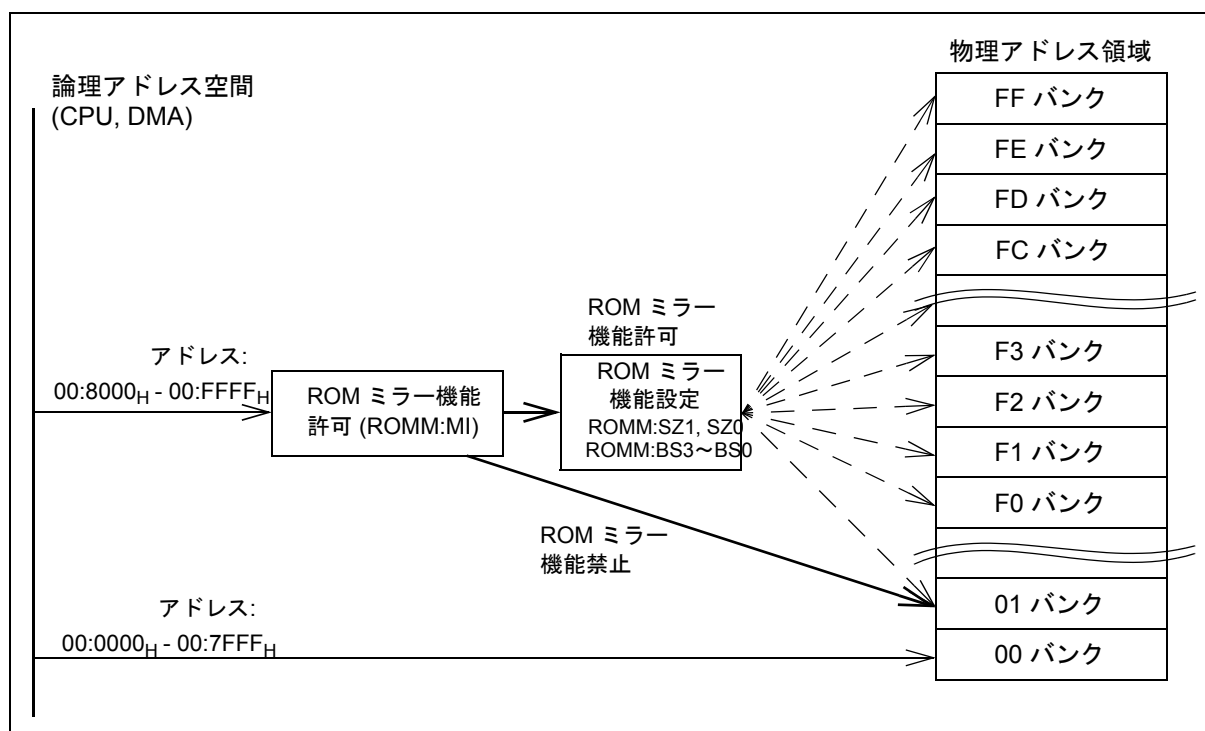 論理アドレス空間
(CPU, DMA)
物理アドレス領域
FF バンク
FE バンク
FD バンク
FC バンク
F3 バンク
F2 バンク
F1 バンク
F0 バンク
01 バンク
00 バンク
アドレス:
00:8000H - 00:FFFFH
ROM ミラー機能
許可 (ROMM:MI)
ROM ミラー
機能許可
ROM ミラー
機能設定
ROMM:SZ1, SZ0
ROMM:BS3～BS0
ROM ミラー
機能禁止
アドレス:
00:0000H - 00:7FFFH